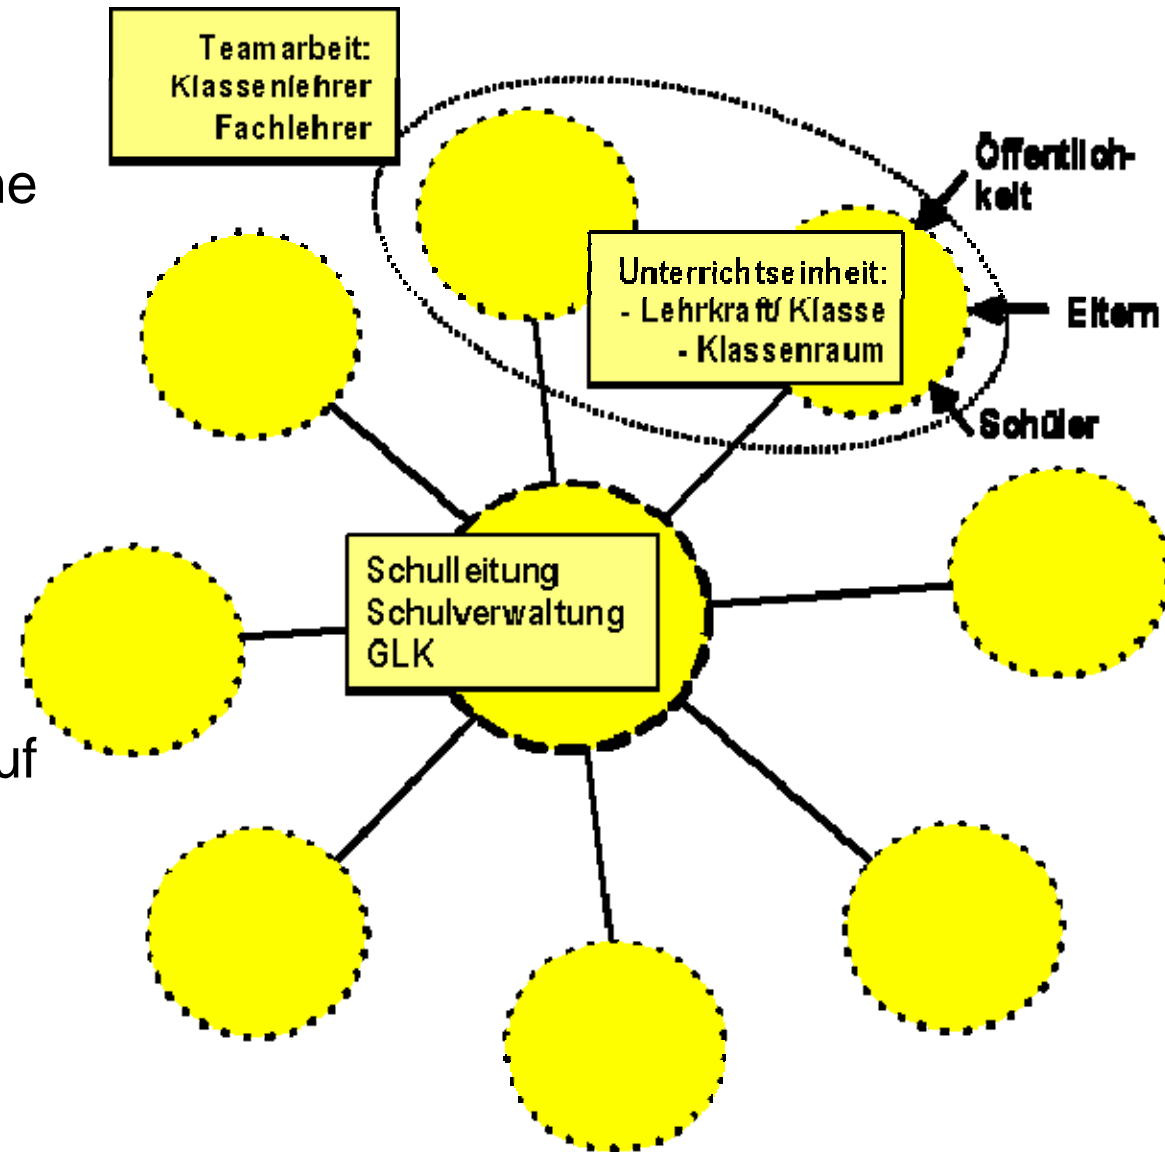 Teamarbeit:
Klassenlehrer
Fachlehrer
Öffentlich-
keit
Unterrichtseinheit:
- Lehrkraft/ Klasse
- Klassenraum
Eltern
Schüler
Schulleitung
Schulverwaltung
GLK